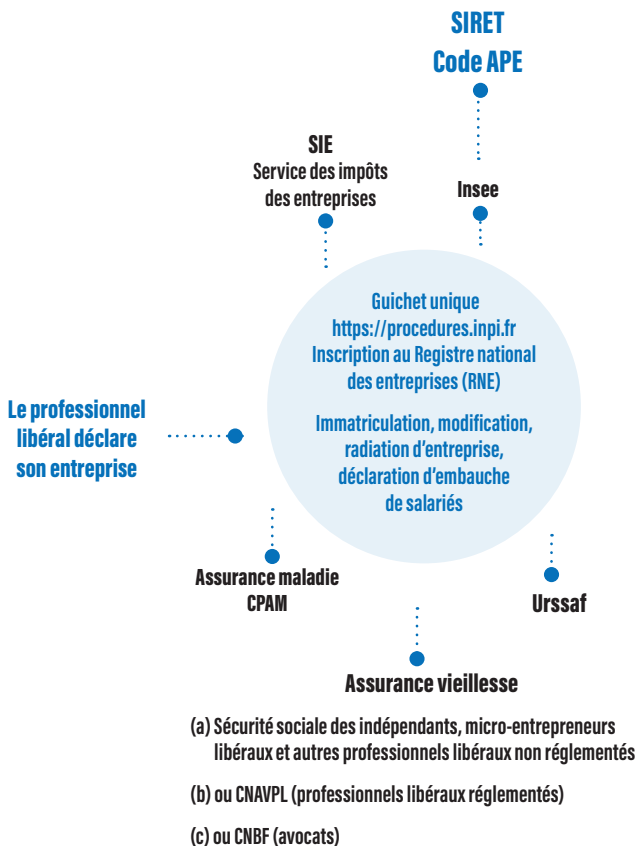 SIRET
Code APE
SIE
Service des impôts
des entreprises
Insee
Guichet unique
https://procedures.inpi.fr
Inscription au Registre national
des entreprises (RNE)
Immatriculation, modification,
radiation d'entreprise,
déclaration d'embauche
de salariés
Le professionnel
libéral déclare
son entreprise
Assurance maladie
CPAM
Urssaf
Assurance vieillesse
(a) Sécurité sociale des indépendants, micro-entrepreneurs
libéraux et autres professionnels libéraux non réglementés
(b) ou CNAVPL (professionnels libéraux réglementés)
(c) ou CNBF (avocats)